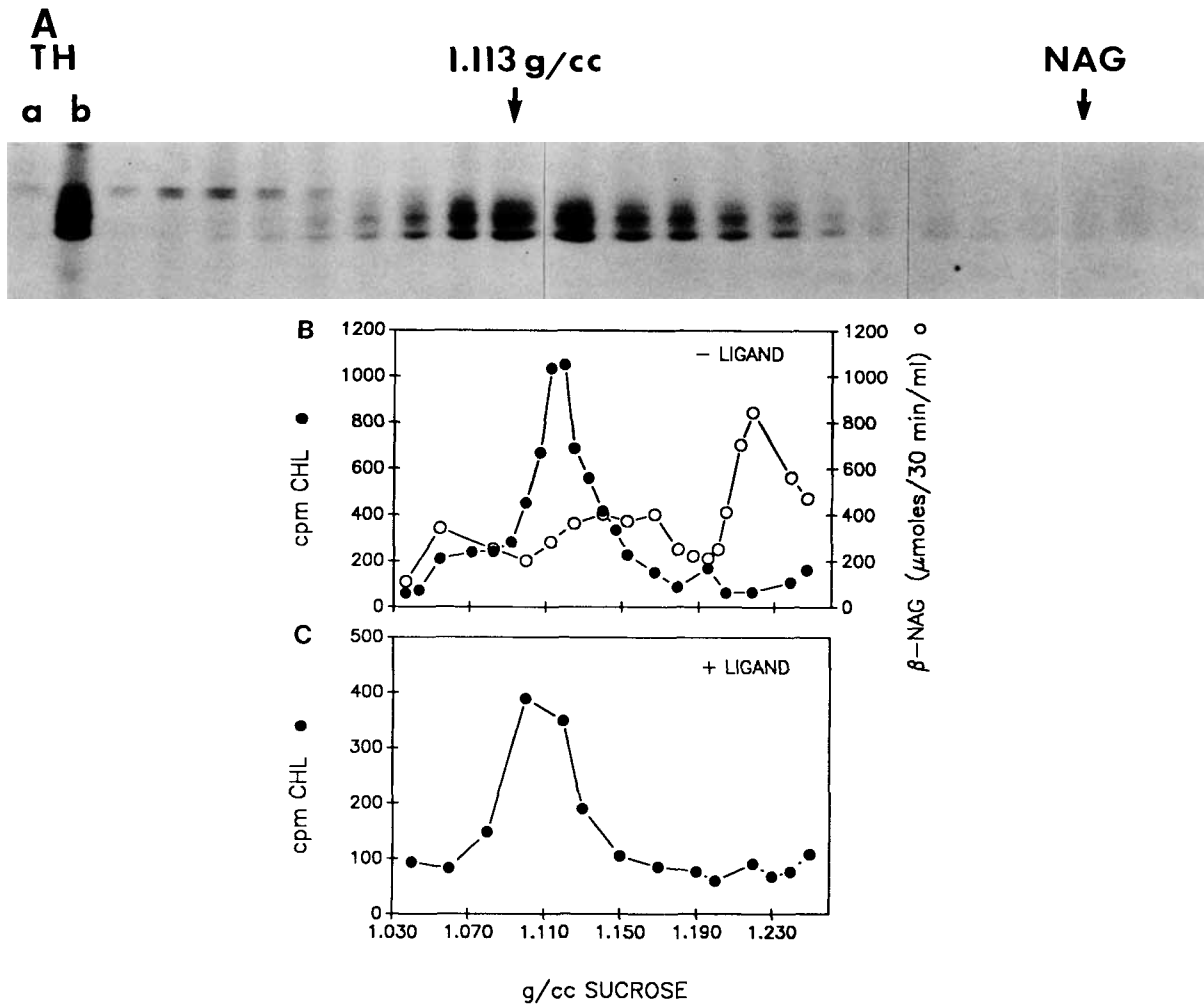 A
TH
a b
1.113 g/cc
NAG
B
1200
1000
800
600
400
200
0
cpm CHL
– LIGAND
1200
1000
800
600
400
200
0
β–NAG (μmoles/30 min/ml)
C
500
400
300
200
100
0
cpm CHL
+ LIGAND
1.030 1.070 1.110 1.150 1.190 1.230
g/cc SUCROSE